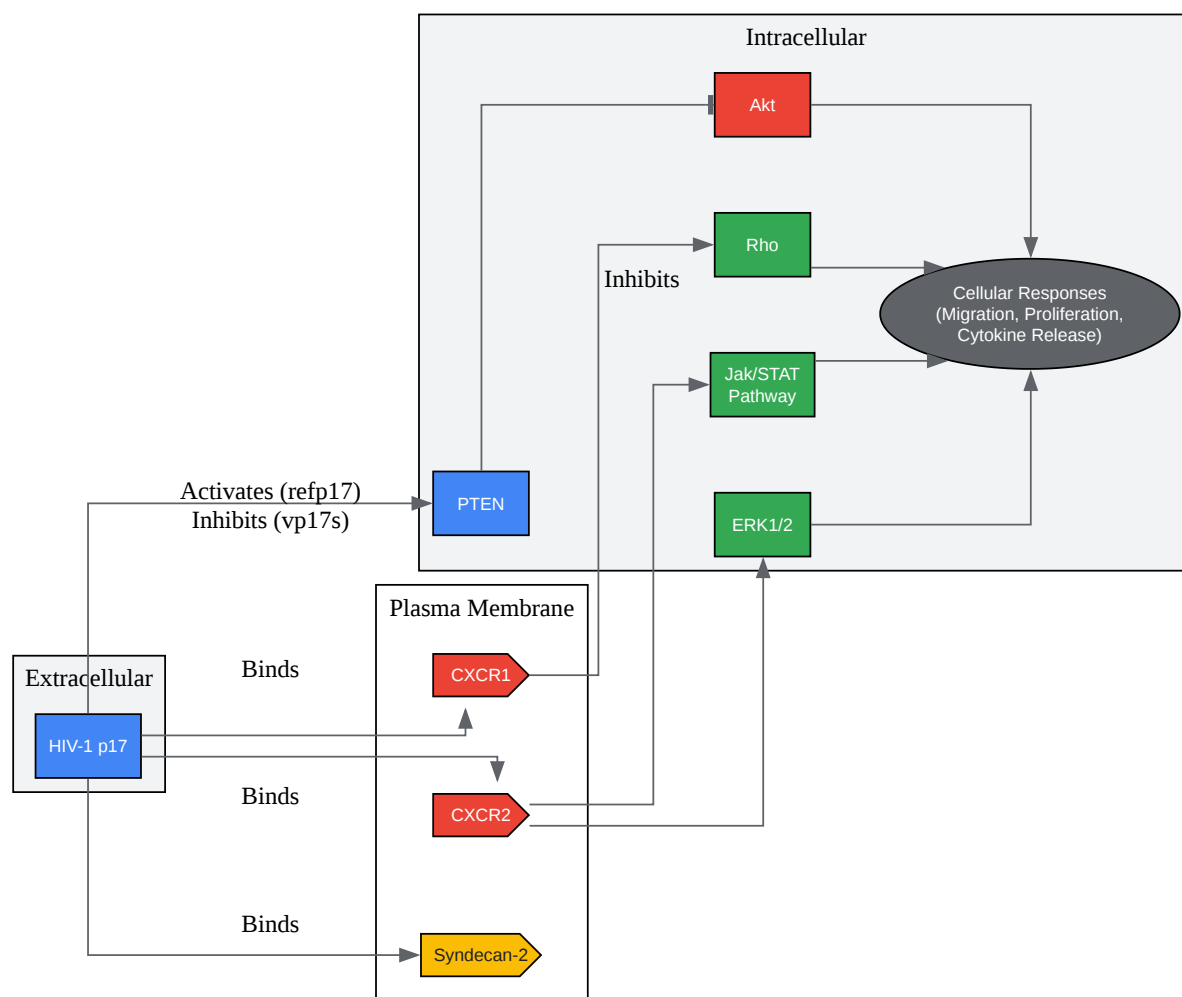 Intracellular
Akt
Rho
Inhibits
Cellular Responses
(Migration, Proliferation,
Cytokine Release)
Jak/STAT
Pathway
Activates (refp17)
Inhibits (vp17s)
PTEN
ERK1/2
Plasma Membrane
Extracellular
Binds
CXCR1
HIV-1 p17
Binds
CXCR2
Binds
Syndecan-2